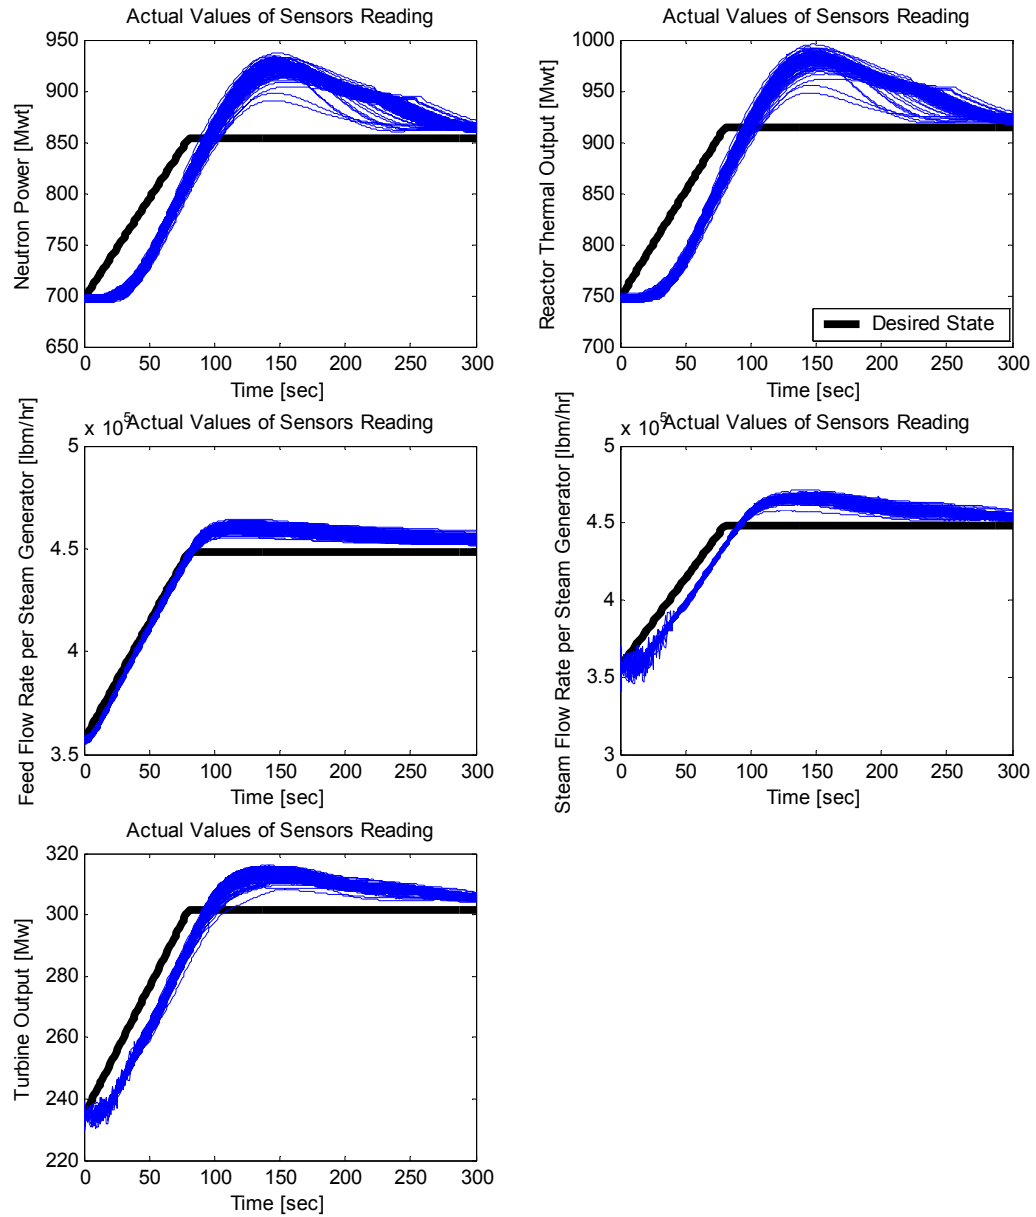 Actual Values of Sensors Reading
950
900
850
800
750
700
650
Neutron Power [Mwt]
0 50 100 150 200 250 300
Time [sec]
Actual Values of Sensors Reading
1000
950
900
850
800
750
700
Reactor Thermal Output [Mwt]
Desired State
0 50 100 150 200 250 300
Time [sec]
x 10^5
Actual Values of Sensors Reading
5
4.5
4
3.5
Feed Flow Rate per Steam Generator [lbm/hr]
0 50 100 150 200 250 300
Time [sec]
x 10^5
Actual Values of Sensors Reading
5
4.5
4
3.5
3
Steam Flow Rate per Steam Generator [lbm/hr]
0 50 100 150 200 250 300
Time [sec]
Actual Values of Sensors Reading
320
300
280
260
240
220
Turbine Output [Mw]
0 50 100 150 200 250 300
Time [sec]